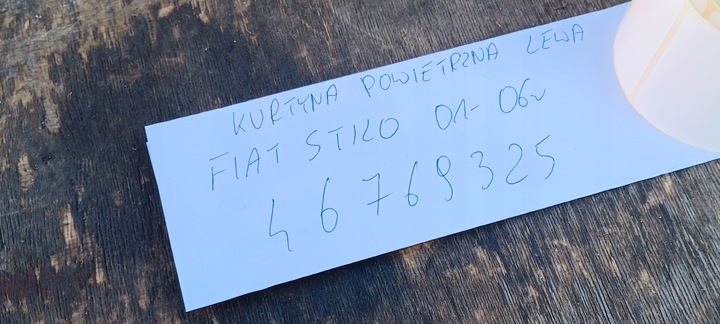 KURTYNA POWIETRZNA LEWA
FIAT STILO 01- 06r
46769325